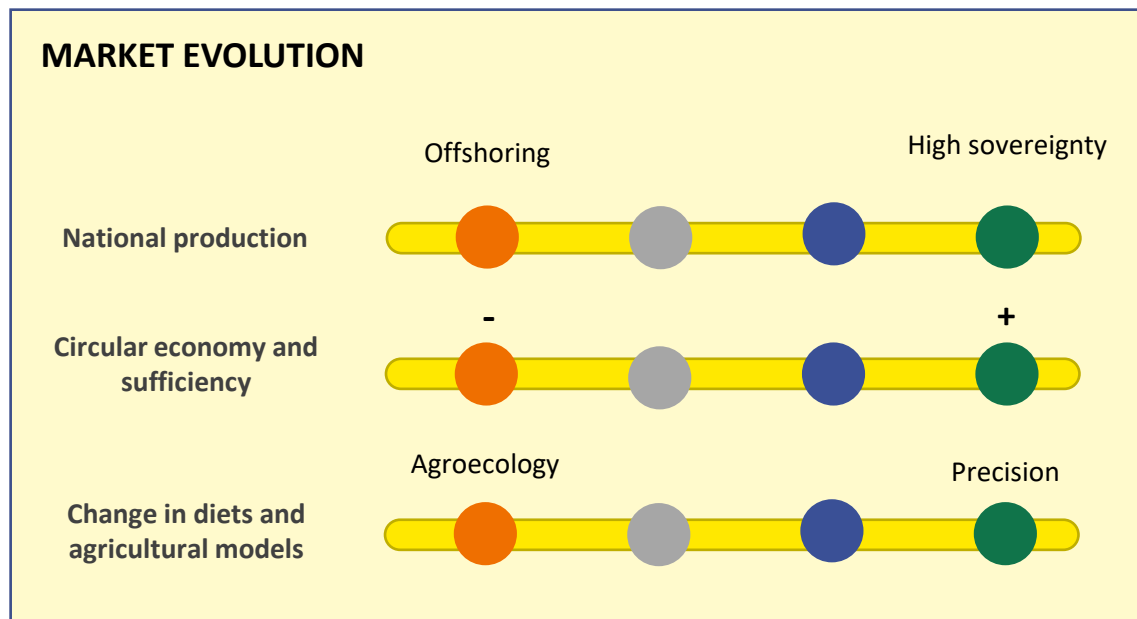 MARKET EVOLUTION
Offshoring
High sovereignty
National production
-
+
Circular economy and
sufficiency
Agroecology
Precision
Change in diets and
agricultural models